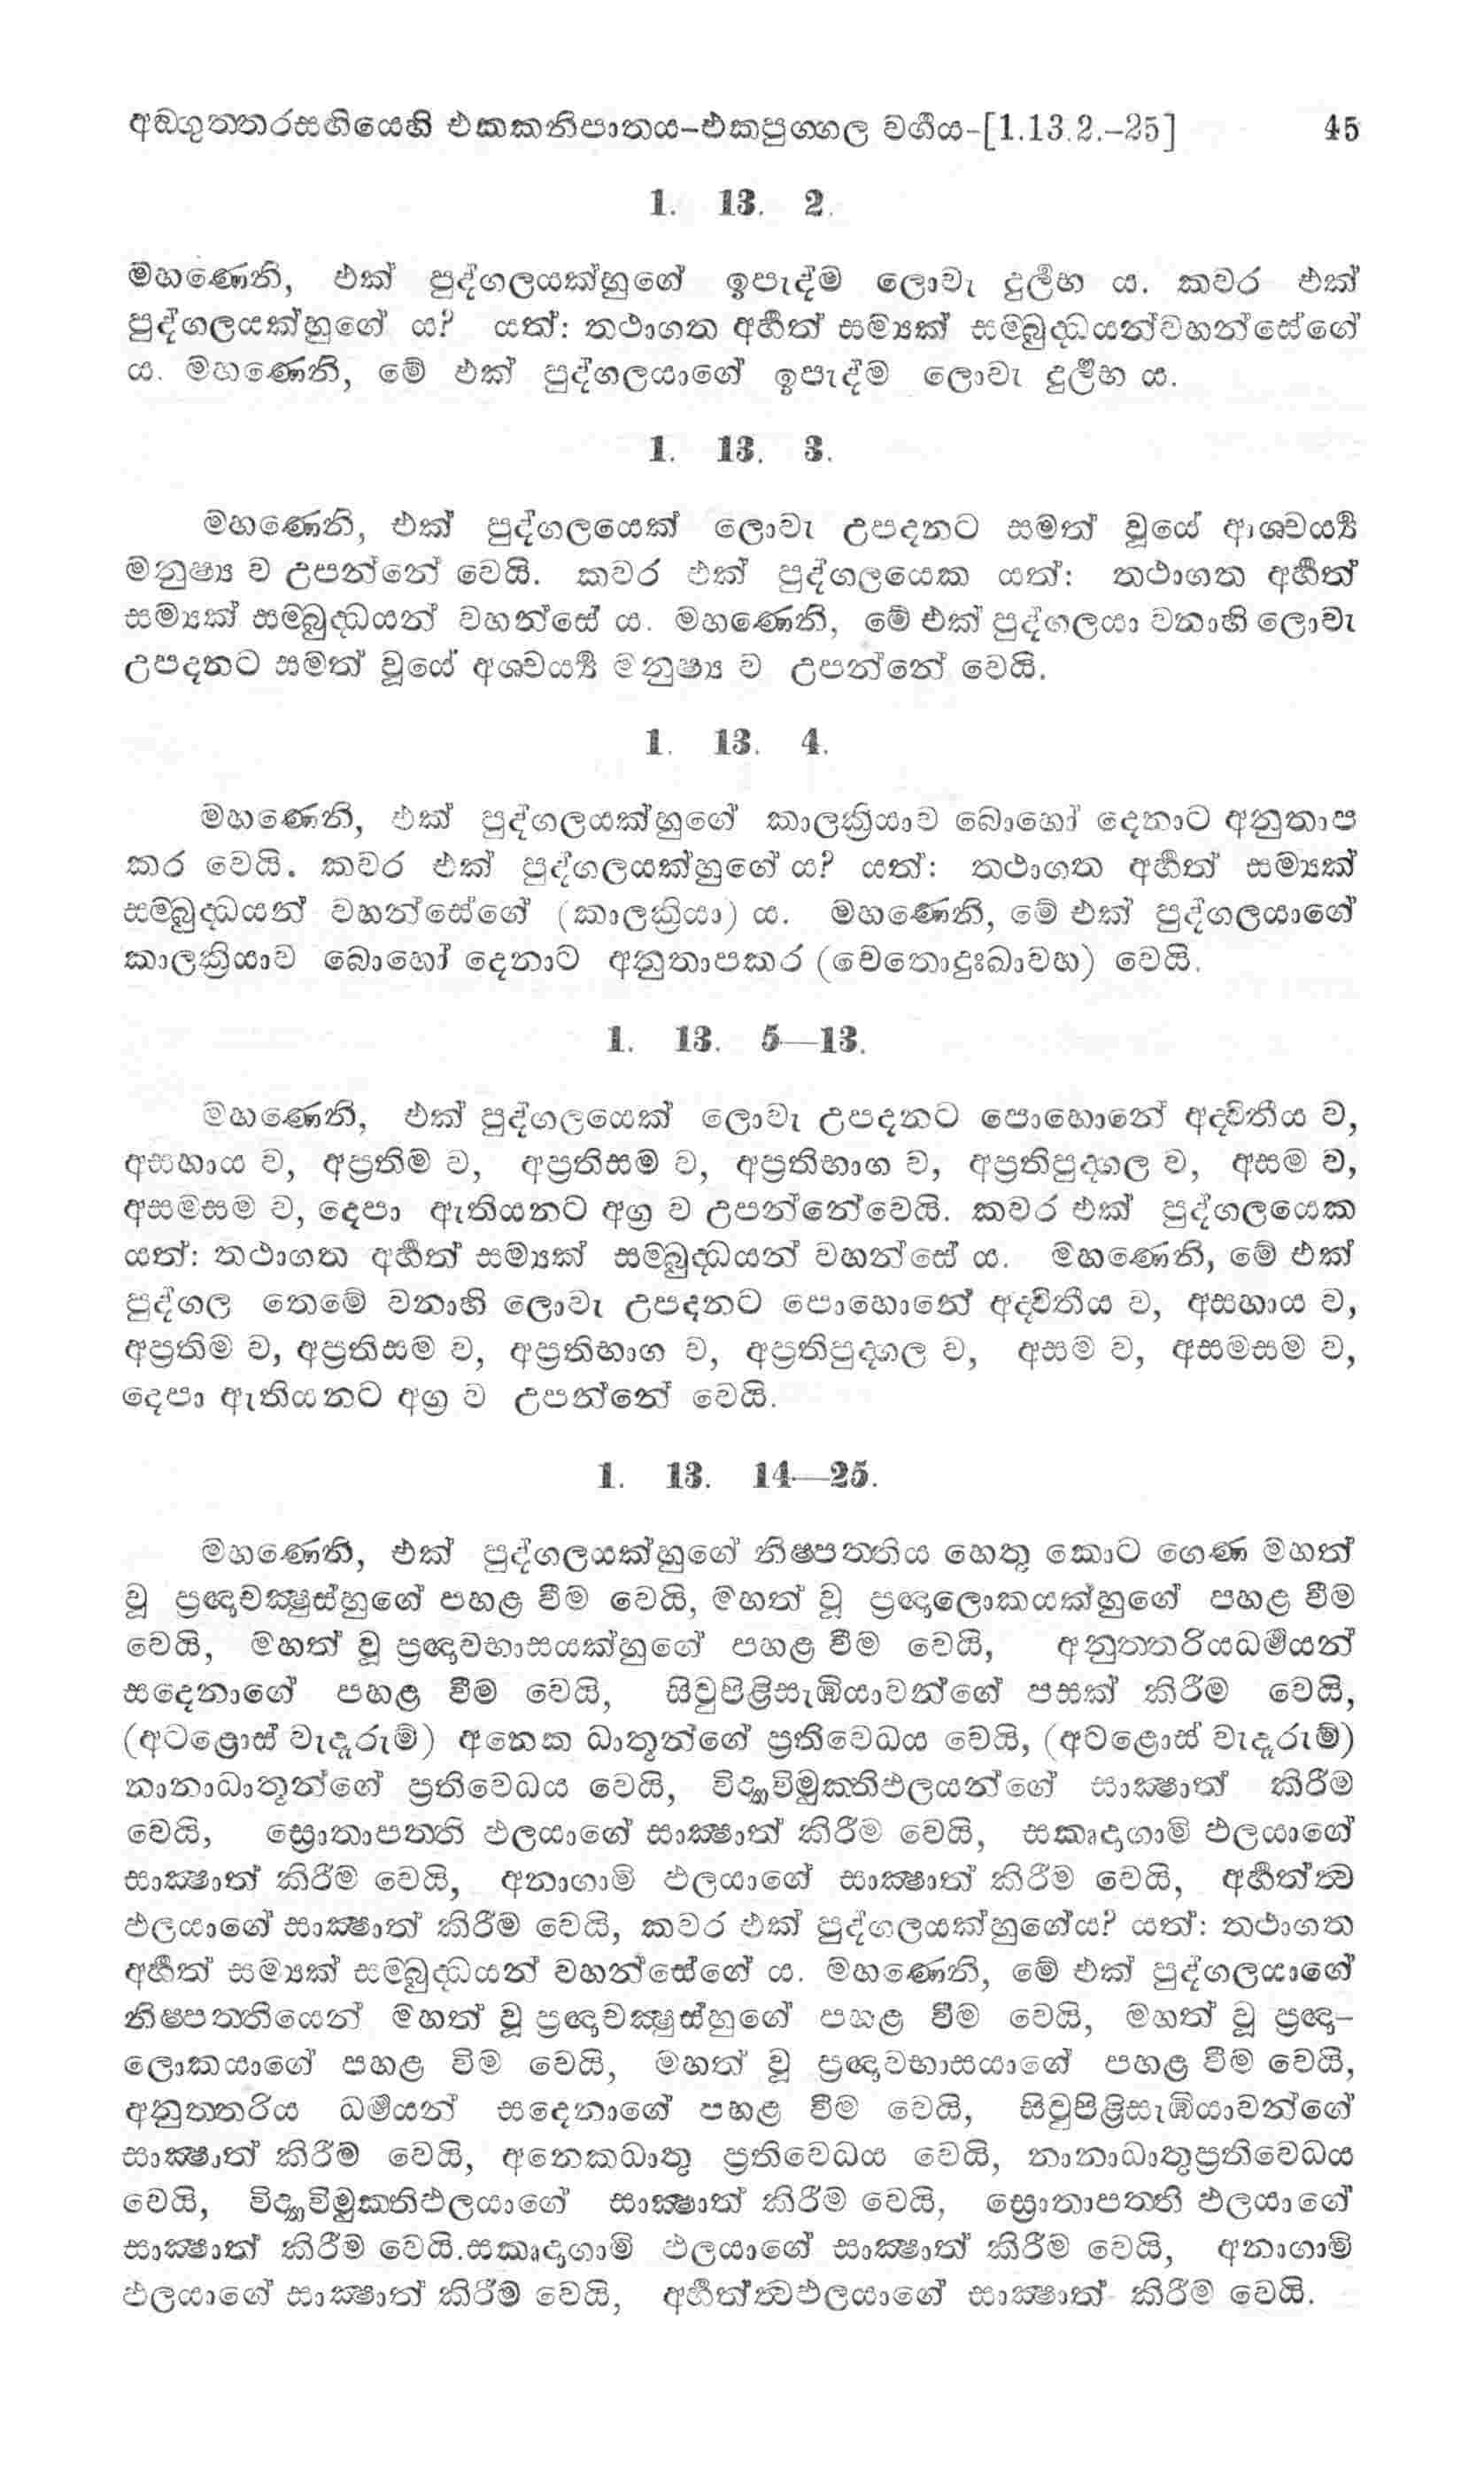 අඞගුත්තරසඟියෙහි එකකනිපාතය-එකපුග්ගල වර්‍ගය-[1.13.2.-25] 45
1. 13. 2.
මහණෙනි, එක් පුද්ගලයක්හුගේ ඉපැද්ම ලොවැ දුර්‍ලභ ය. කවර එක්
පුද්ගලයක්හුගේ ය? යත්: තථාගත අර්‍හත් සම්‍යක් සම්බුද්ධයන්වහන්සේගේ
ය. මහණෙනි, මේ එක් පුද්ගලයාගේ ඉපැද්ම ලොවැ දුර්‍ලභ ය.
1. 13. 3.
මහණෙනි, එක් පුද්ගලයෙක් ලොවැ උපදනට සමත් වූයේ ආශ්චර්‍ය්‍ය
මනුෂ්‍ය ව උපන්නේ වෙයි. කවර එක් පුද්ගලයෙක යත්: තථාගත අර්‍හත්
සම්‍යක් සම්බුද්ධයන් වහන්සේ ය. මහණෙනි, මේ එක් පුද්ගලයා වනාහි ලොවැ
උපදනට සමත් වූයේ අශ්චර්‍ය්‍ය මනුෂ්‍ය ව උපන්නේ වෙයි.
1. 13. 4.
මහණෙනි, එක් පුද්ගලයක්හුගේ කාලක්‍රියාව බොහෝ දෙනාට අනුතාප
කර වෙයි. කවර එක් පුද්ගලයක්හුගේ ය? යත්: තථාගත අර්‍හත් සම්‍යක්
සම්බුද්ධයන් වහන්සේගේ (කාලක්‍රියා) ය. මහණෙනි, මේ එක් පුද්ගලයාගේ
කාලක්‍රියාව බොහෝ දෙනාට අනුතාපකර (චෙතොදුඃඛාවහ) වෙයි.
1. 13. 5—13.
මහණෙනි, එක් පුද්ගලයෙක් ලොවැ උපදනට පොහොනේ අද්විතීය ව,
අසහාය ව, අප්‍රතිම ව, අප්‍රතිසම ව, අප්‍රතිභාග ව, අප්‍රතිපුද්ගල ව, අසම ව,
අසමසම ව, දෙපා ඇතියනට අග්‍ර ව උපන්නේවෙයි. කවර එක් පුද්ගලයෙක
යත්: තථාගත අර්‍හත් සම්‍යක් සම්බුද්ධයන් වහන්සේ ය. මහණෙනි, මේ එක්
පුද්ගල තෙමේ වනාහි ලොවැ උපදනට පොහොනේ අද්විතීය ව, අසහාය ව,
අප්‍රතිම ව, අප්‍රතිසම ව, අප්‍රතිභාග ව, අප්‍රතිපුද්ගල ව, අසම ව, අසමසම ව,
දෙපා ඇතියනට අග්‍ර ව උපන්නේ වෙයි.
1. 13. 14—25.
මහණෙනි, එක් පුද්ගලයක්හුගේ නිෂ්පත්තිය හෙතු කොට ගෙණ මහත්
වූ ප්‍රඥාචක්‍ෂුස්හුගේ පහළ වීම වෙයි, මහත් වූ ප්‍රඥාලොකයක්හුගේ පහළ වීම
වෙයි, මහත් වූ ප්‍රඥාවභාසයක්හුගේ පහළ වීම වෙයි, අනුත්තරියධර්‍මයන්
සදෙනාගේ පහළ වීම වෙයි, සිවුපිළිසැඹියාවන්ගේ පසක් කිරීම වෙයි,
(අටළොස් වැදෑරුම්) අනෙක ධාතූන්ගේ ප්‍රතිවෙධය වෙයි, (අටළොස් වැදෑරුම්)
නානාධාතූන්ගේ ප්‍රතිවෙධය වෙයි, විද්‍යාවිමුක්තිඵලයන්ගේ සාක්‍ෂාත් කිරීම
වෙයි, ස්‍රොතාපත්ති ඵලයාගේ සාක්‍ෂාත් කිරීම වෙයි, සකෘදාගාමි ඵලයාගේ
සාක්‍ෂාත් කිරීම වෙයි, අනාගාමි ඵලයාගේ සාක්‍ෂාත් කිරීම වෙයි, අර්‍හත්ත්‍ව
ඵලයාගේ සාක්‍ෂාත් කිරීම වෙයි, කවර එක් පුද්ගලයක්හුගේය? යත්: තථාගත
අර්‍හත් සම්‍යක් සම්බුද්ධයන් වහන්සේගේ ය. මහණෙනි, මේ එක් පුද්ගලයාගේ
නිෂ්පත්තියෙන් මහත් වූ ප්‍රඥාචක්‍ෂුස්හුගේ පහළ වීම වෙයි, මහත් වූ ප්‍රඥා-
ලොකයාගේ පහළ විම වෙයි, මහත් වූ ප්‍රඥාවභාසයාගේ පහළ වීම වෙයි,
අනුත්තරිය ධර්‍මයන් සදෙනාගේ පහළ වීම වෙයි, සිවුපිළිසැඹියාවන්ගේ
සාක්‍ෂාත් කිරීම වෙයි, අනෙකධාතු ප්‍රතිවෙධය වෙයි, නානාධාතුප්‍රතිවෙධය
වෙයි, විද්‍යාවිමුක්තිඵලයාගේ සාක්‍ෂාත් කිරීම වෙයි, ස්‍රොතාපත්ති ඵලයාගේ
සාක්‍ෂාත් කිරීම වෙයි.සකෘදාගාමි ඵලයාගේ සාක්‍ෂාත් කිරීම වෙයි, අනාගාමි
ඵලයාගේ සාක්‍ෂාත් කිරීම වෙයි, අර්‍හත්ත්‍වඵලයාගේ සාක්‍ෂාත් කිරීම වෙයි.